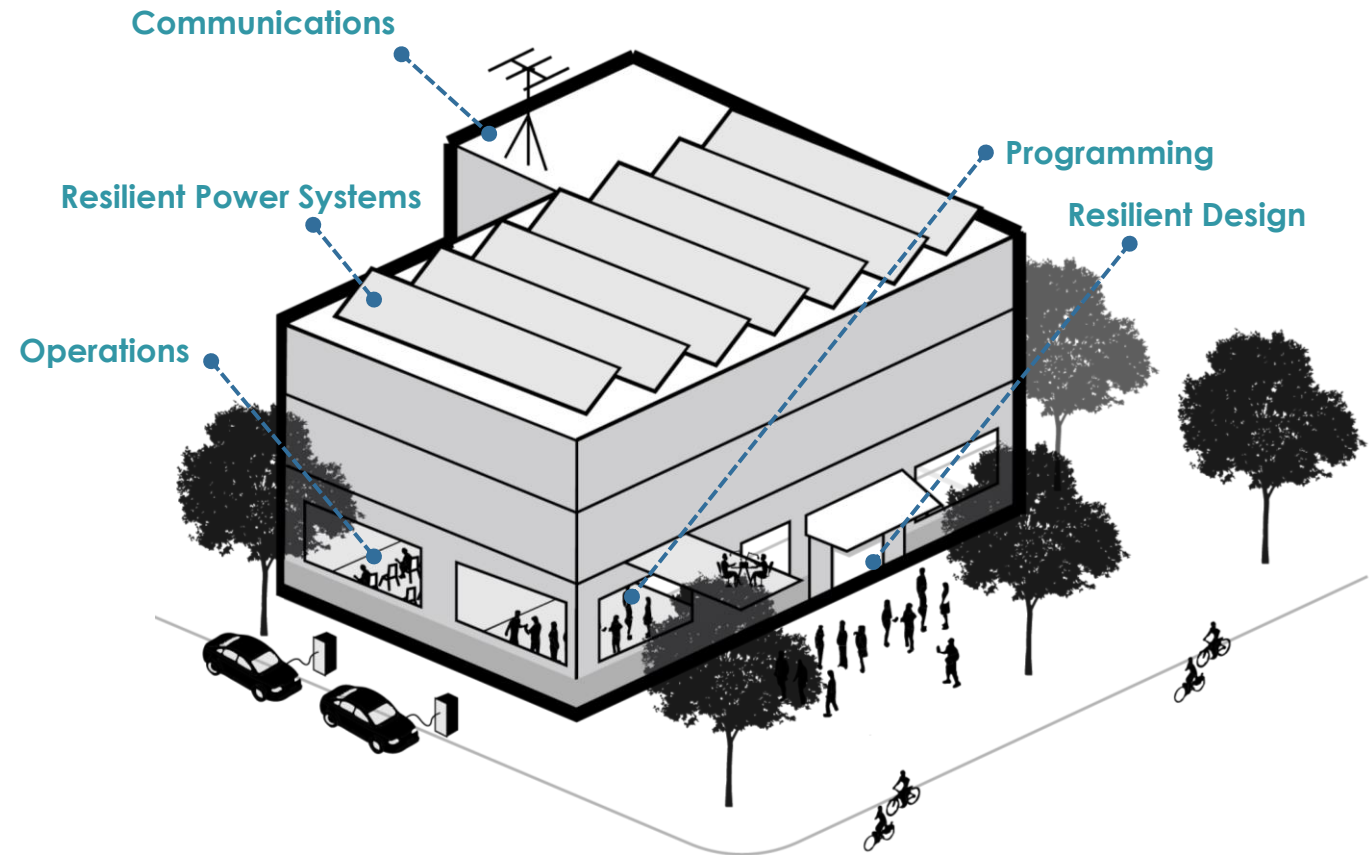 Communications
Programming
Resilient Power Systems
Resilient Design
Operations